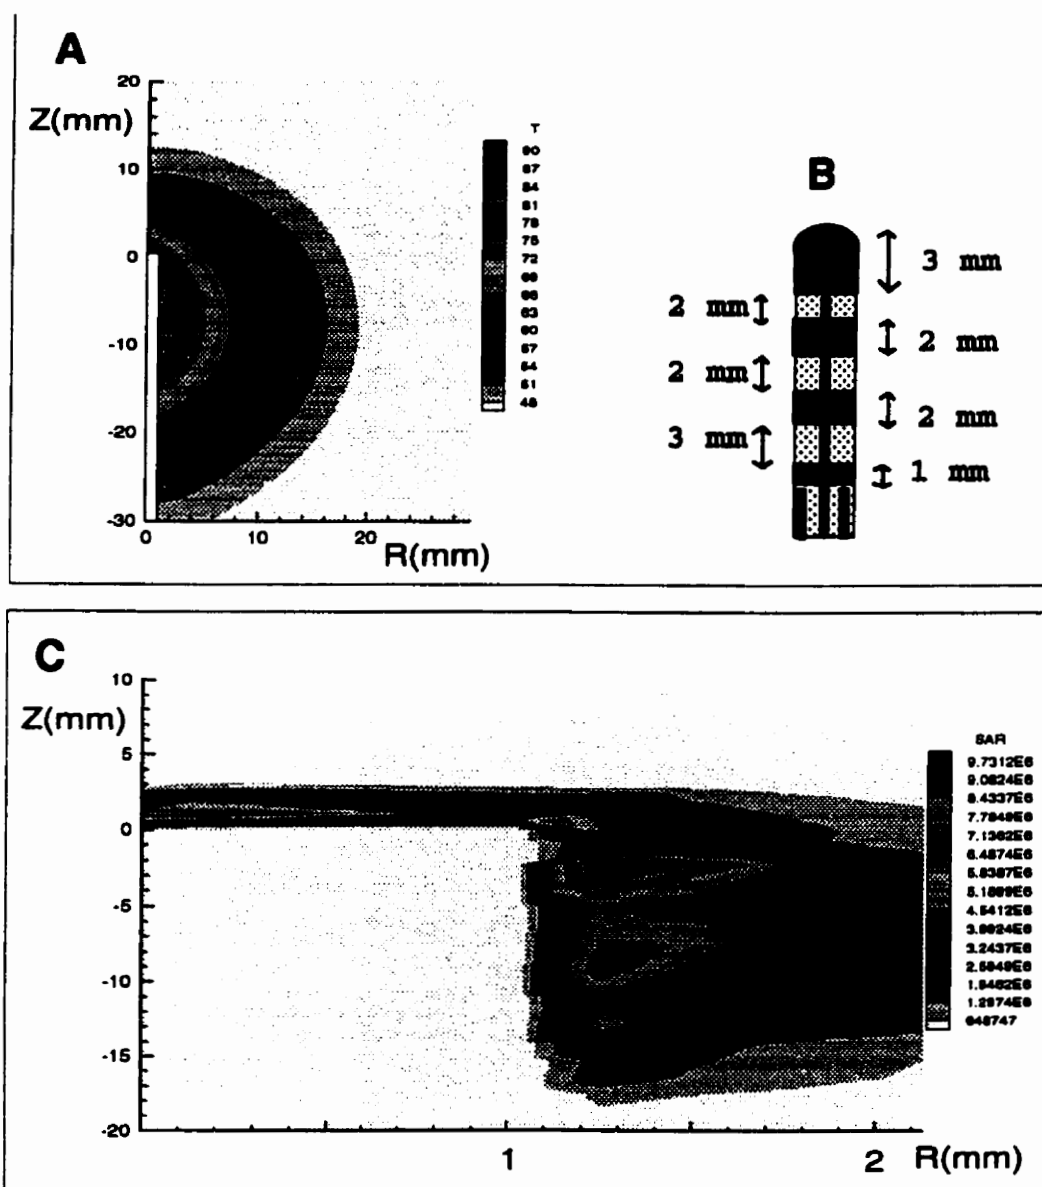 A
20
Z(mm)
10
0
-10
-20
-30
0
10
20
R(mm)
T
90
87
84
81
78
75
72
69
66
63
60
57
54
51
48
B
3 mm
2 mm
2 mm
2 mm
2 mm
3 mm
1 mm
C
10
Z(mm)
5
0
-5
-10
-15
-20
1
2
R(mm)
SAR
9.7312E6
9.0824E6
8.4337E6
7.7849E6
7.1362E6
6.4874E6
5.8387E6
5.1899E6
4.5412E6
3.8924E6
3.2437E6
2.5949E6
1.9462E6
1.2974E6
648747